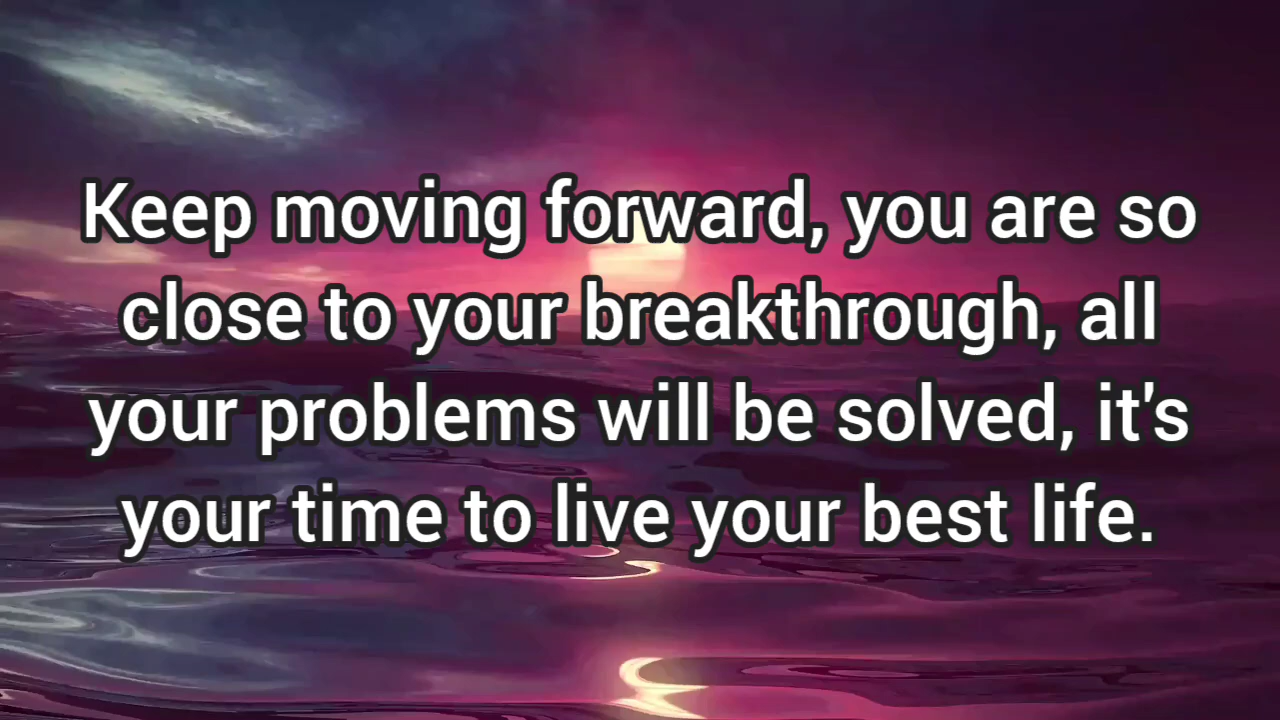 Keep moving forward, you are so
close to your breakthrough, all
your problems will be solved, it's
your time to live your best life.